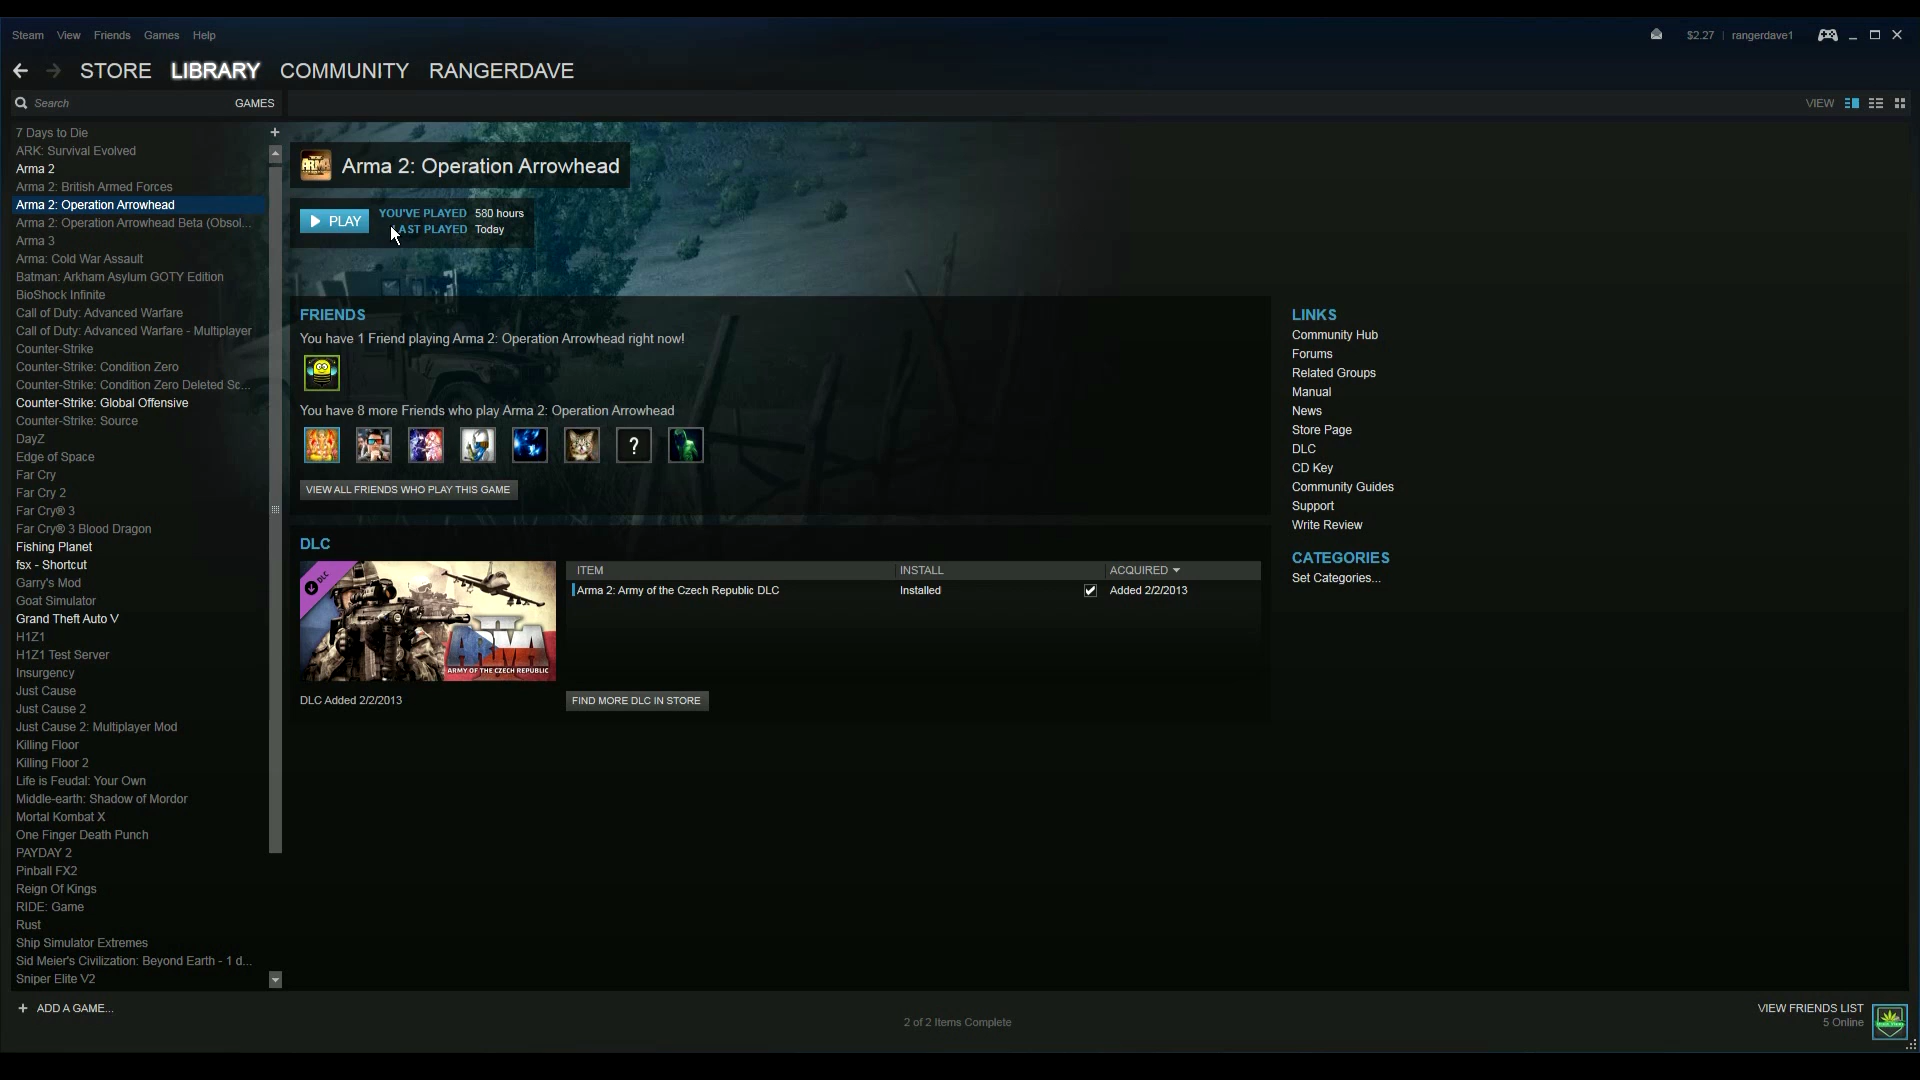 Steam View Friends Games Help
$2.27 | rangerdave1
STORE LIBRARY COMMUNITY RANGERDAVE
Search GAMES
VIEW
7 Days to Die
ARK: Survival Evolved
Arma 2
Arma 2: British Armed Forces
Arma 2: Operation Arrowhead
Arma 2: Operation Arrowhead Beta (Obsol...
Arma 3
Arma: Cold War Assault
Batman: Arkham Asylum GOTY Edition
BioShock Infinite
Call of Duty: Advanced Warfare
Call of Duty: Advanced Warfare - Multiplayer
Counter-Strike
Counter-Strike: Condition Zero
Counter-Strike: Condition Zero Deleted Sc...
Counter-Strike: Global Offensive
Counter-Strike: Source
DayZ
Edge of Space
Far Cry
Far Cry 2
Far Cry® 3
Far Cry® 3 Blood Dragon
Fishing Planet
fsx - Shortcut
Garry's Mod
Goat Simulator
Grand Theft Auto V
H1Z1
H1Z1 Test Server
Insurgency
Just Cause
Just Cause 2
Just Cause 2: Multiplayer Mod
Killing Floor
Killing Floor 2
Life is Feudal: Your Own
Middle-earth: Shadow of Mordor
Mortal Kombat X
One Finger Death Punch
PAYDAY 2
Pinball FX2
Reign Of Kings
RIDE: Game
Rust
Ship Simulator Extremes
Sid Meier's Civilization: Beyond Earth - 1 d...
Sniper Elite V2
+ ADD A GAME...
Arma 2: Operation Arrowhead
PLAY
YOU'VE PLAYED 580 hours
LAST PLAYED Today
FRIENDS
You have 1 Friend playing Arma 2: Operation Arrowhead right now!
You have 8 more Friends who play Arma 2: Operation Arrowhead
?
VIEW ALL FRIENDS WHO PLAY THIS GAME
DLC
DLC
ARMA II
ARMY OF THE CZECH REPUBLIC
DLC Added 2/2/2013
ITEM INSTALL ACQUIRED
Arma 2: Army of the Czech Republic DLC Installed Added 2/2/2013
FIND MORE DLC IN STORE
LINKS
Community Hub
Forums
Related Groups
Manual
News
Store Page
DLC
CD Key
Community Guides
Support
Write Review
CATEGORIES
Set Categories...
2 of 2 Items Complete
VIEW FRIENDS LIST
5 Online